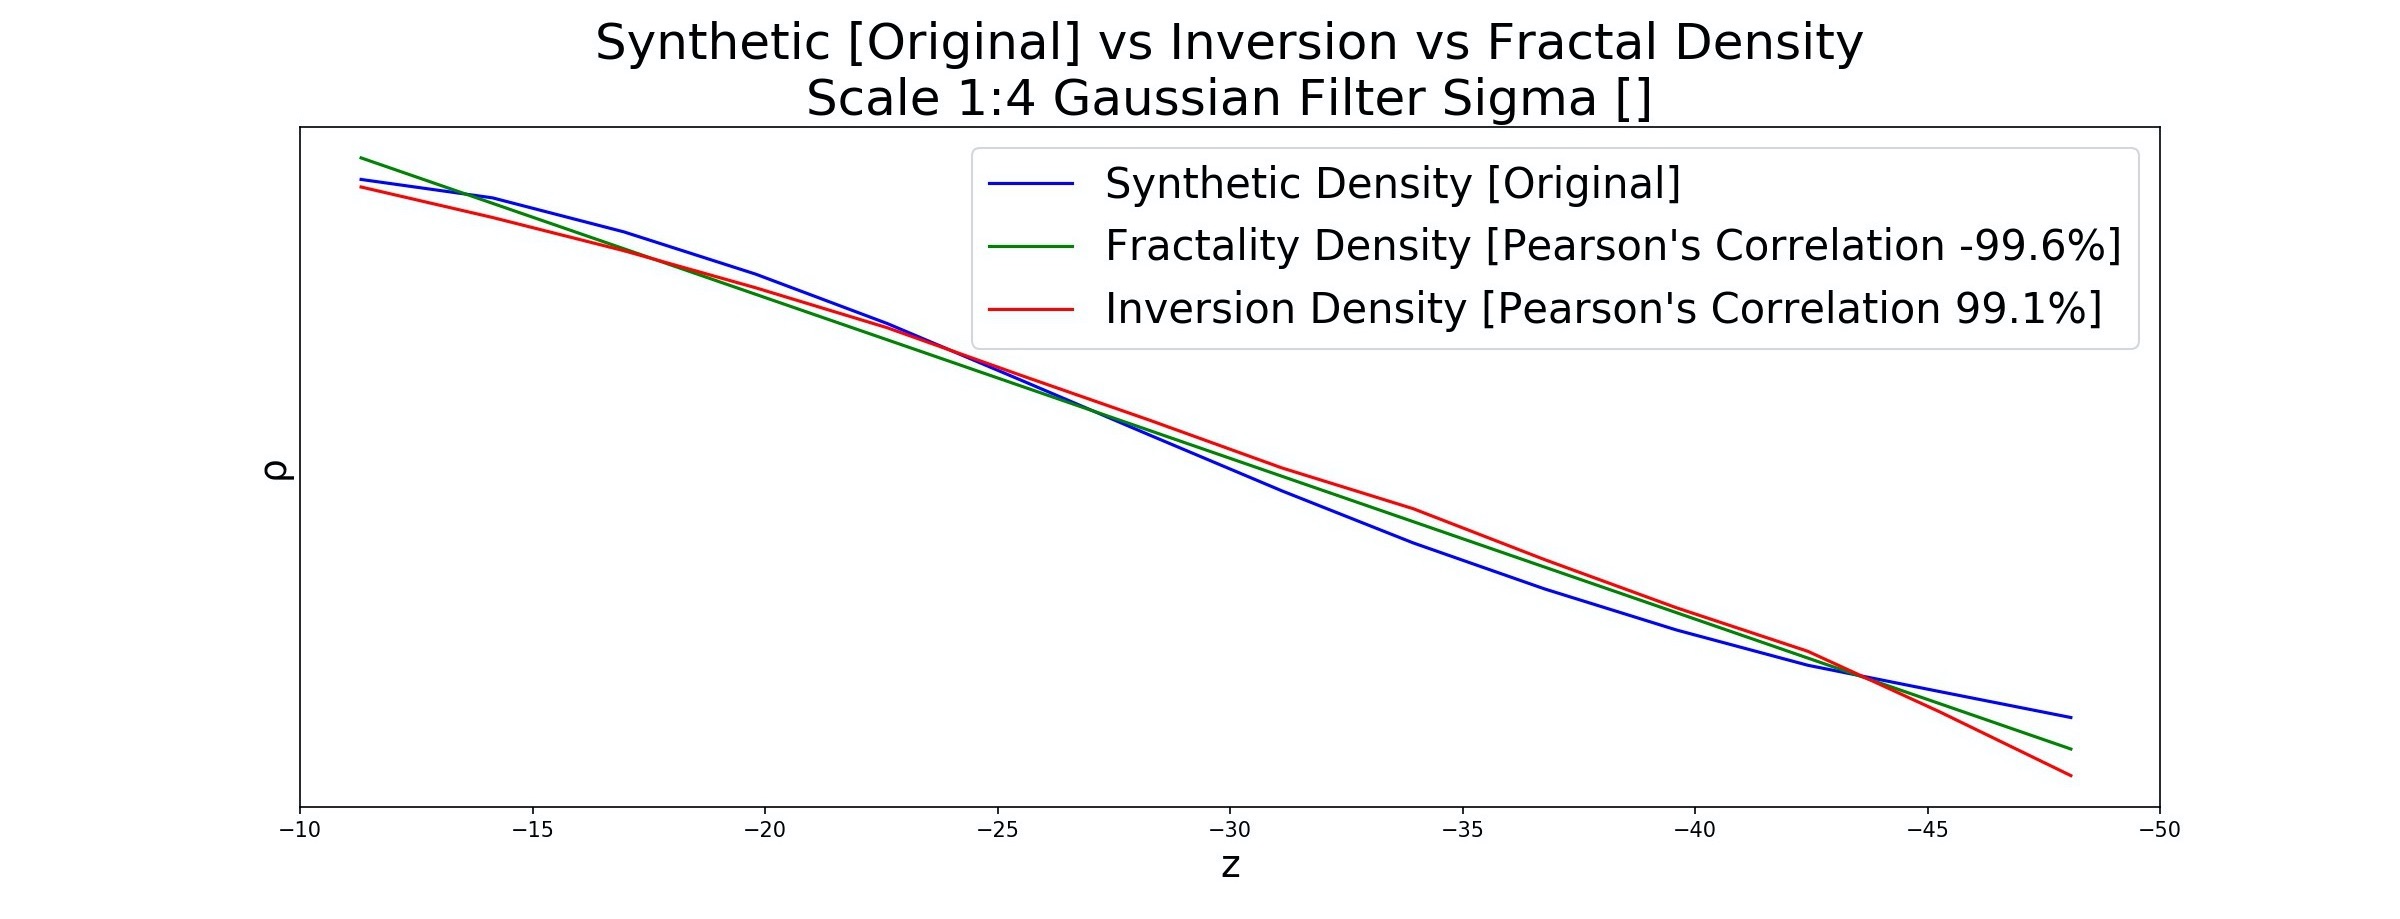 Synthetic [Original] vs Inversion vs Fractal Density
Scale 1:4 Gaussian Filter Sigma []
Synthetic Density [Original]
Fractality Density [Pearson's Correlation -99.6%]
Inversion Density [Pearson's Correlation 99.1%]
ρ
−10 −15 −20 −25 −30 −35 −40 −45 −50
z